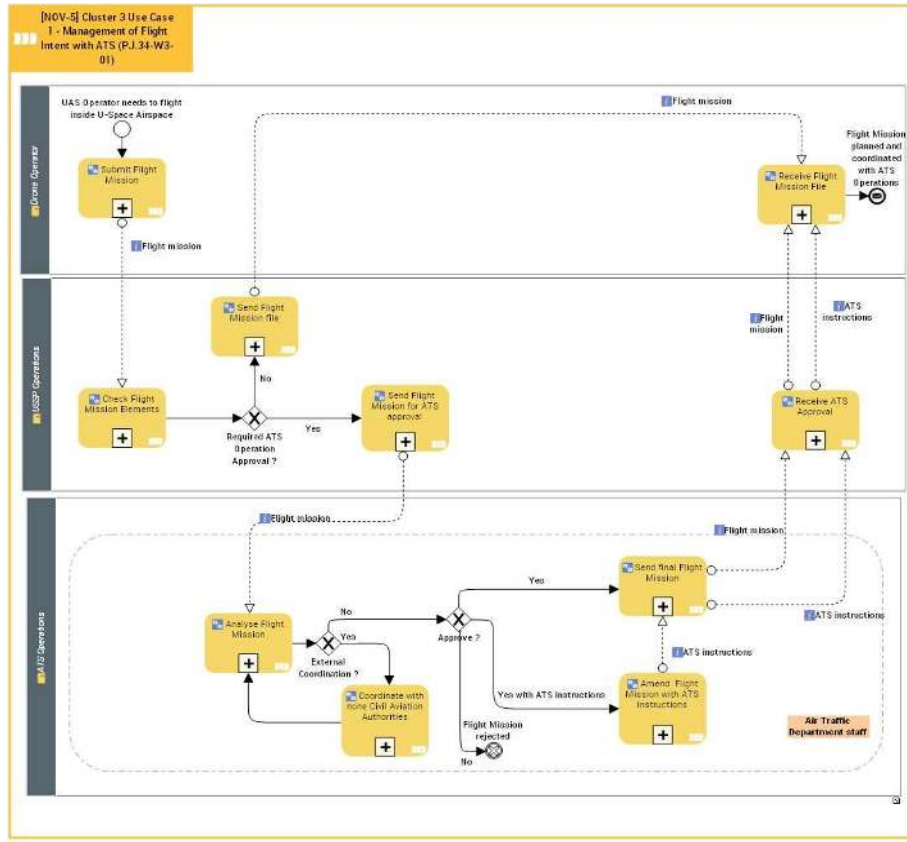 [NOV-5] Cluster 3 Use Case
1 - Management of Flight
Intent with ATS (PJ.34-W3-
01)
Drone Operator
UAS Operator needs to flight
inside U-Space Airspace
Submit Flight
Mission
Flight mission
Flight mission
Receive Flight
Mission File
Flight Mission
planned and
coordinated
with ATS
Operations
USSP Operations
Send Flight
Mission file
No
Check Flight
Mission Elements
Required ATS
Operation
Approval ?
Yes
Send Flight
Mission for ATS
approval
Flight
mission
ATS
instructions
Receive ATS
Approval
ATS Operations
Flight mission
Flight mission
Analyse Flight
Mission
No
Yes
External
Coordination ?
Coordinate with
none Civil Aviation
Authorities
Approve ?
Yes
Send final Flight
Mission
ATS instructions
ATS instructions
Yes with ATS instructions
Amend Flight
Mission with ATS
Instructions
Flight Mission
rejected
No
Air Traffic
Department staff